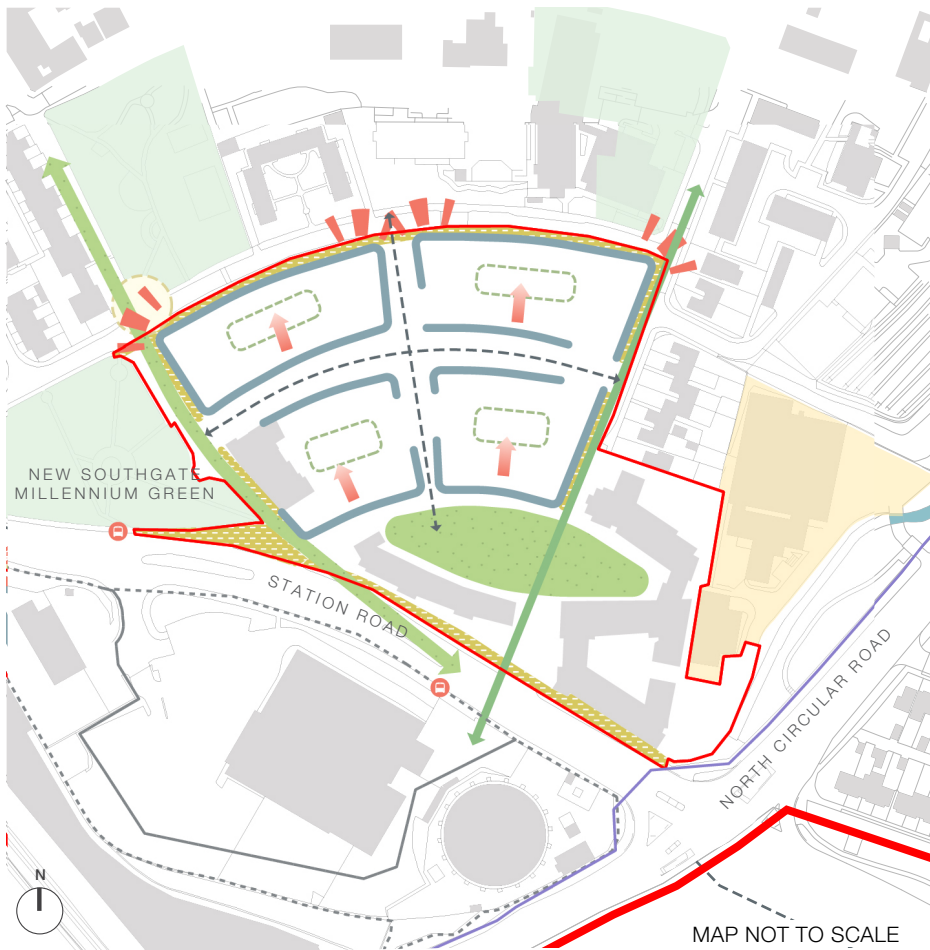 NEW SOUTHGATE
MILLENNIUM GREEN
STATION ROAD
NORTH CIRCULAR ROAD
N
MAP NOT TO SCALE